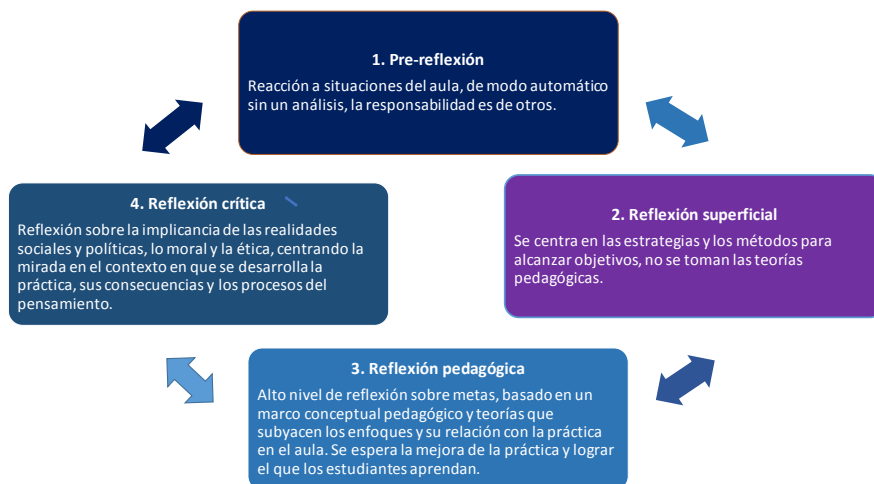 1. Pre-reflexión
Reacción a situaciones del aula, de modo automático
sin un análisis, la responsabilidad es de otros.
2. Reflexión superficial
Se centra en las estrategias y los métodos para
alcanzar objetivos, no se toman las teorías
pedagógicas.
3. Reflexión pedagógica
Alto nivel de reflexión sobre metas, basado en un
marco conceptual pedagógico y teorías que
subyacen los enfoques y su relación con la práctica
en el aula. Se espera la mejora de la práctica y lograr
el que los estudiantes aprendan.
4. Reflexión crítica
Reflexión sobre la implicancia de las realidades
sociales y políticas, lo moral y la ética, centrando la
mirada en el contexto en que se desarrolla la
práctica, sus consecuencias y los procesos del
pensamiento.